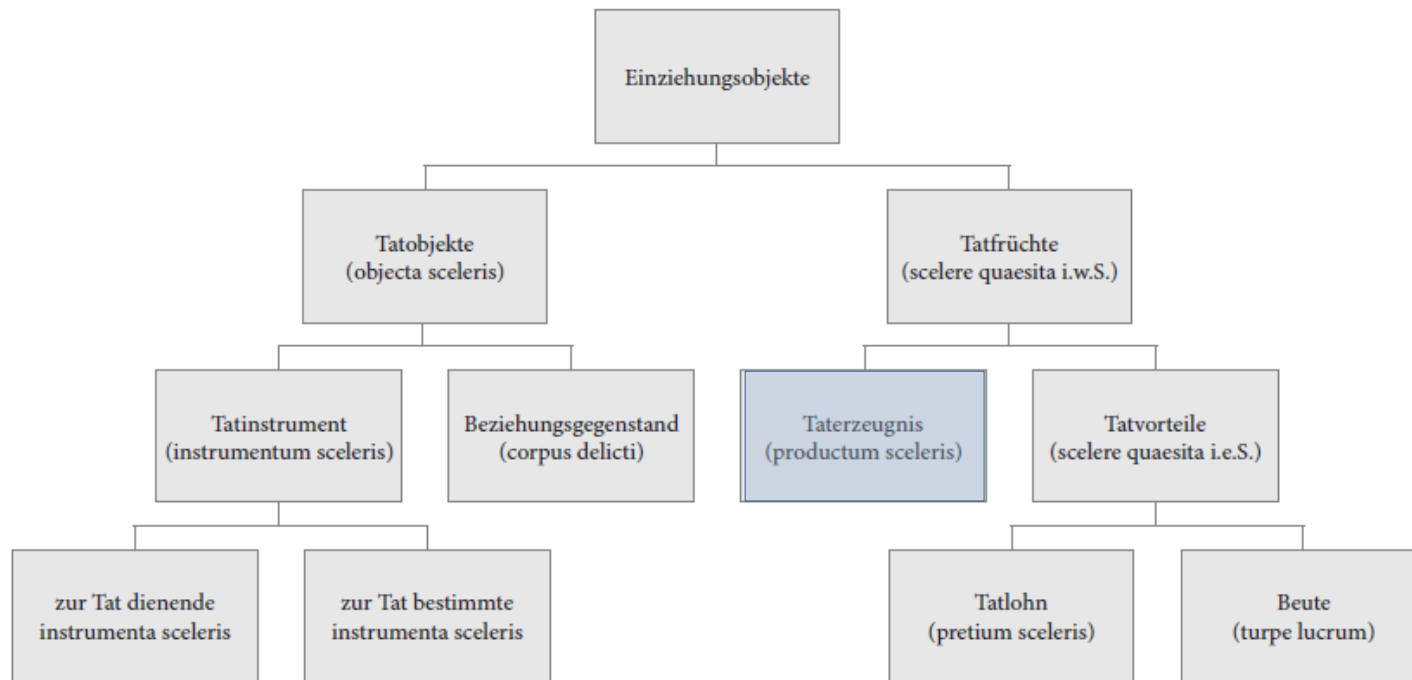 Einziehungsobjekte
Tatobjekte
(objecta sceleris)
Tatfrüchte
(scelere quaesita i.w.S.)
Tatinstrument
(instrumentum sceleris)
Beziehungsgegenstand
(corpus delicti)
Taterzeugnis
(productum sceleris)
Tatvorteile
(scelere quaesita i.e.S.)
zur Tat dienende
instrumenta sceleris
zur Tat bestimmte
instrumenta sceleris
Tatlohn
(pretium sceleris)
Beute
(turpe lucrum)